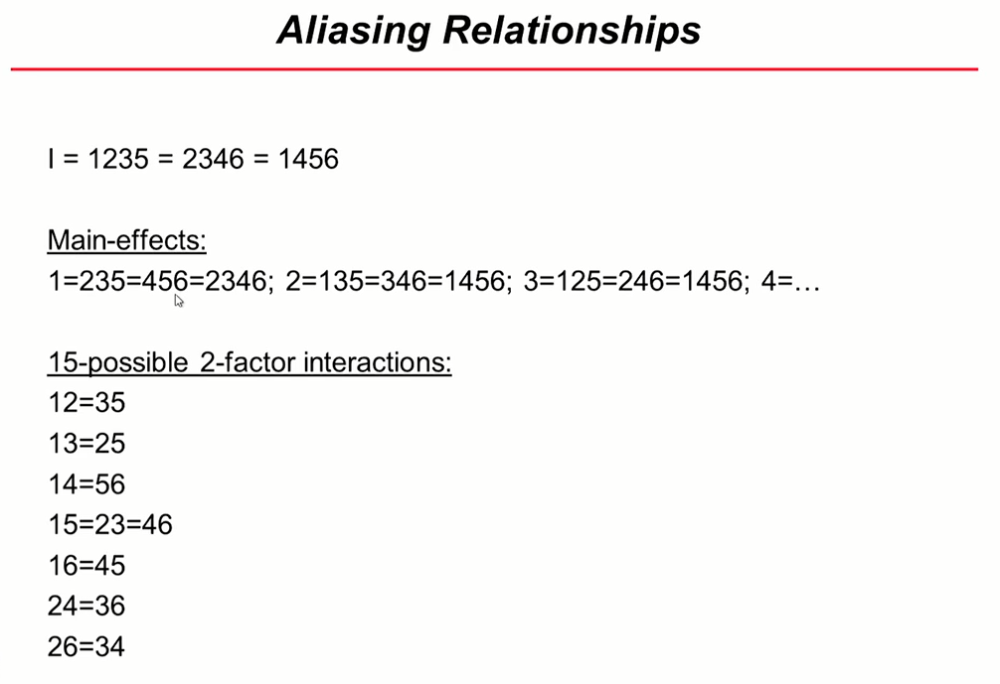 Aliasing Relationships
I = 1235 = 2346 = 1456
Main-effects:
1=235=456=2346; 2=135=346=1456; 3=125=246=1456; 4=…
15-possible 2-factor interactions:
12=35
13=25
14=56
15=23=46
16=45
24=36
26=34